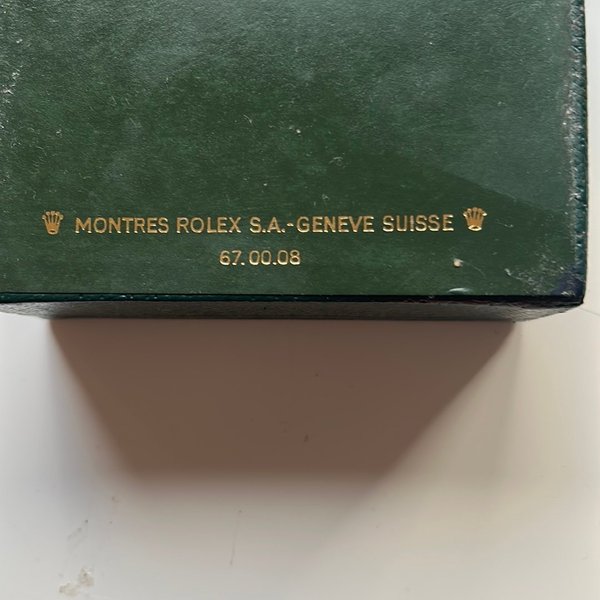 MONTRES ROLEX S.A.-GENEVE SUISSE
67.00.08